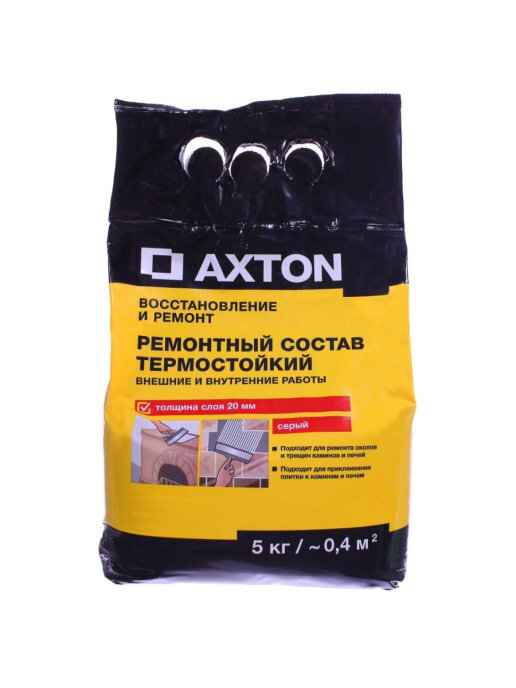 AXTON
ВОССТАНОВЛЕНИЕ
И РЕМОНТ
РЕМОНТНЫЙ СОСТАВ
ТЕРМОСТОЙКИЙ
ВНЕШНИЕ И ВНУТРЕННИЕ РАБОТЫ
толщина слоя 20 мм
серый
Подходит для ремонта сколов
и трещин каминов и печей
Подходит для приклеивания
плитки к каминам и печам
5 кг / ~ 0,4 м²